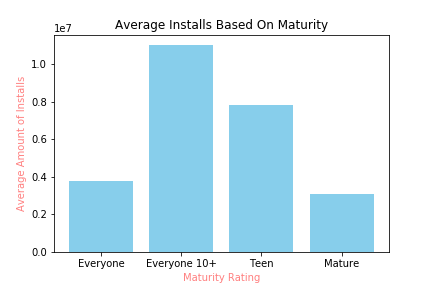 Average Installs Based On Maturity
1e7
1.0
0.8
0.6
0.4
0.2
0.0
Average Amount of Installs
Everyone Everyone 10+ Teen Mature
Maturity Rating